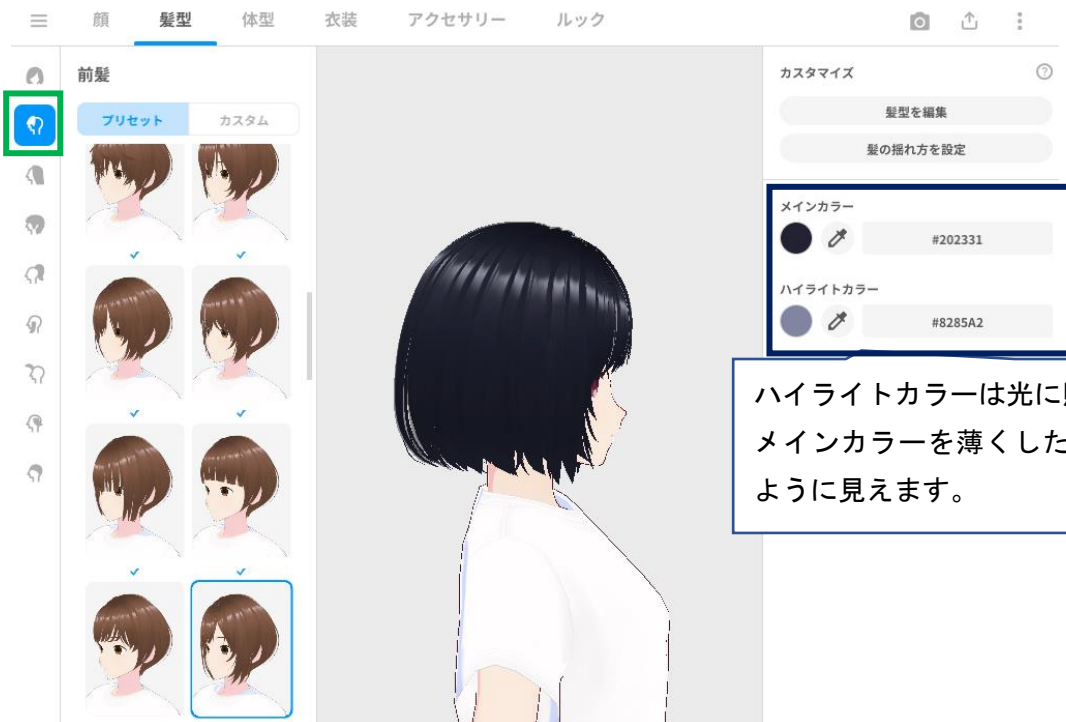 顔 髪型 体型 衣装 アクセサリー ルック
前髪
プリセット カスタム
カスタマイズ
髪型を編集
髪の揺れ方を設定
メインカラー
#202331
ハイライトカラー
#8285A2
ハイライトカラーは光に
メインカラーを薄くした
ように見えます。